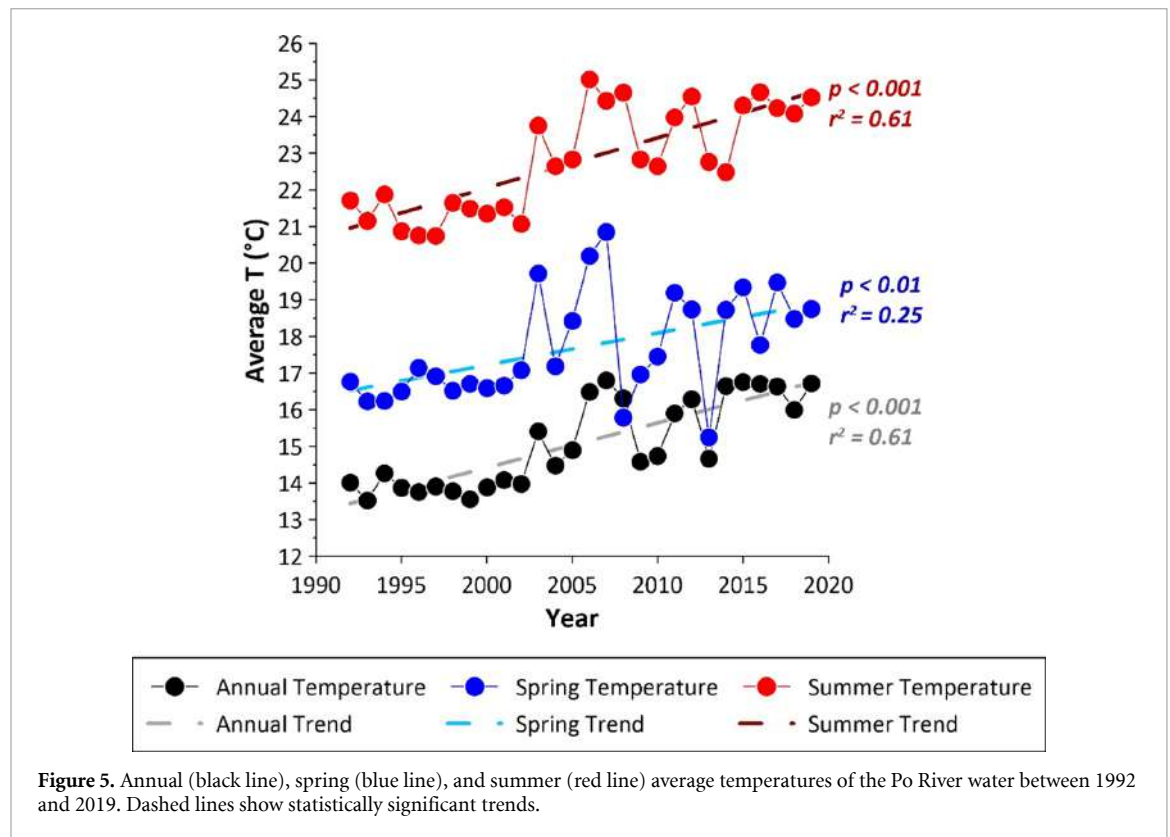 26
25
24
23
22
21
20
19
18
17
16
15
14
13
12
Average T (°C)
p < 0.001
r² = 0.61
p < 0.01
r² = 0.25
p < 0.001
r² = 0.61
1990 1995 2000 2005 2010 2015 2020
Year
Annual Temperature Spring Temperature Summer Temperature
Annual Trend Spring Trend Summer Trend
Figure 5. Annual (black line), spring (blue line), and summer (red line) average temperatures of the Po River water between 1992
and 2019. Dashed lines show statistically significant trends.